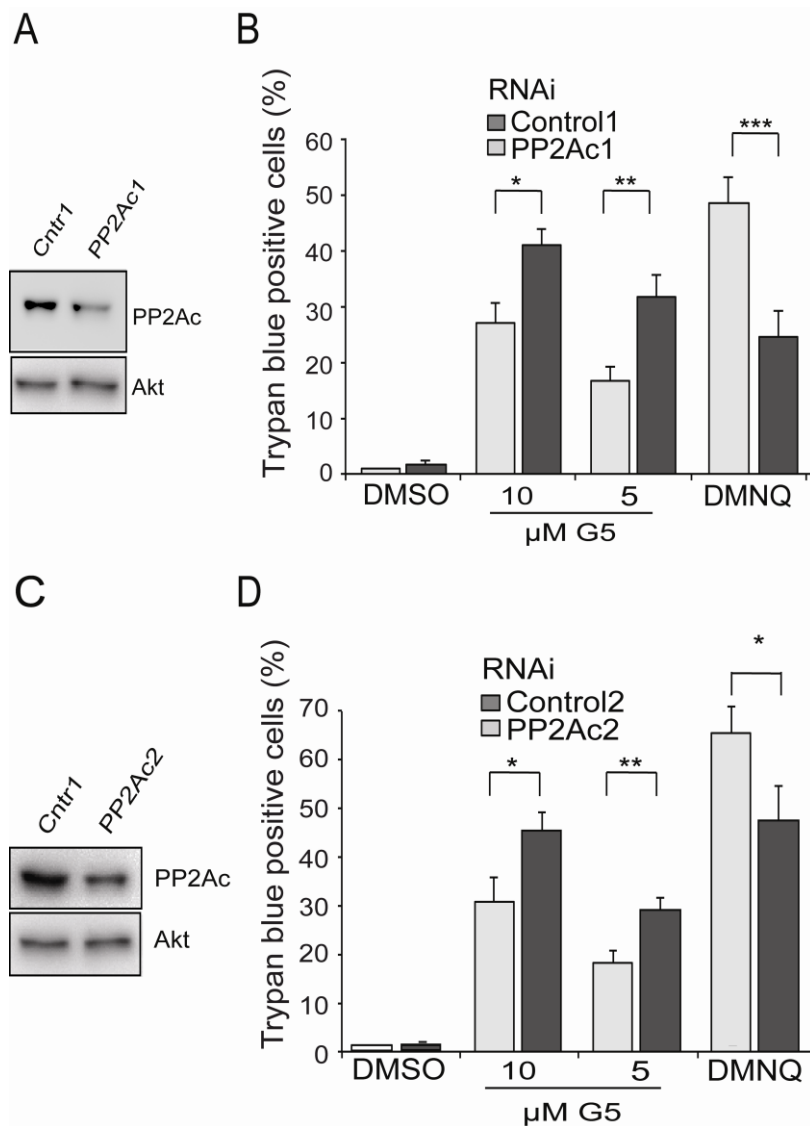 A
Cntr1
PP2Ac1
PP2Ac
Akt
B
RNAi
Control1
PP2Ac1
Trypan blue positive cells (%)
60
50
40
30
20
10
0
*
**
***
DMSO
10
5
DMNQ
µM G5
C
Cntr1
PP2Ac2
PP2Ac
Akt
D
RNAi
Control2
PP2Ac2
Trypan blue positive cells (%)
70
60
50
40
30
20
10
0
*
**
*
DMSO
10
5
DMNQ
µM G5